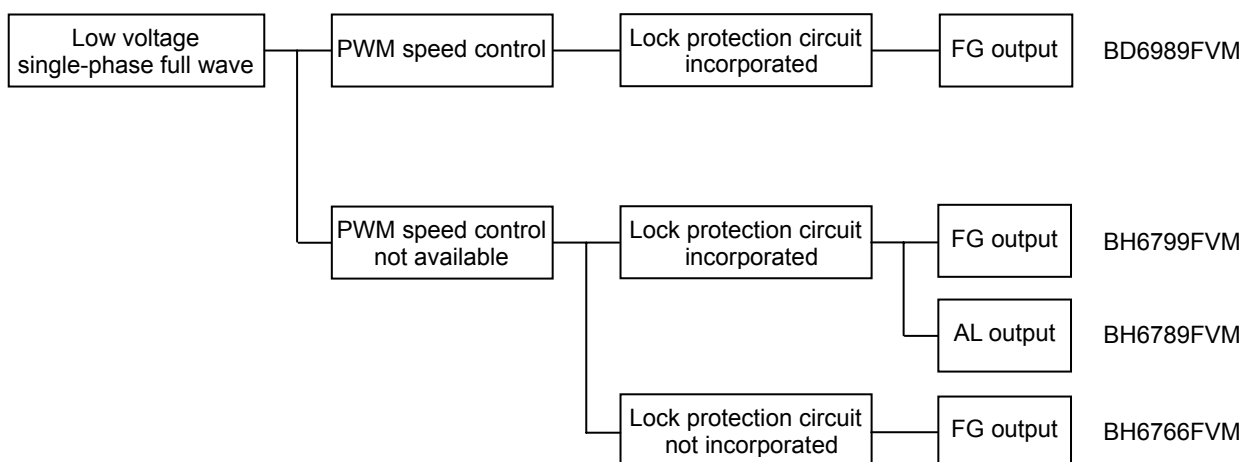 Low voltage
single-phase full wave
PWM speed control
Lock protection circuit
incorporated
FG output
BD6989FVM
PWM speed control
not available
Lock protection circuit
incorporated
FG output
BH6799FVM
AL output
BH6789FVM
Lock protection circuit
not incorporated
FG output
BH6766FVM